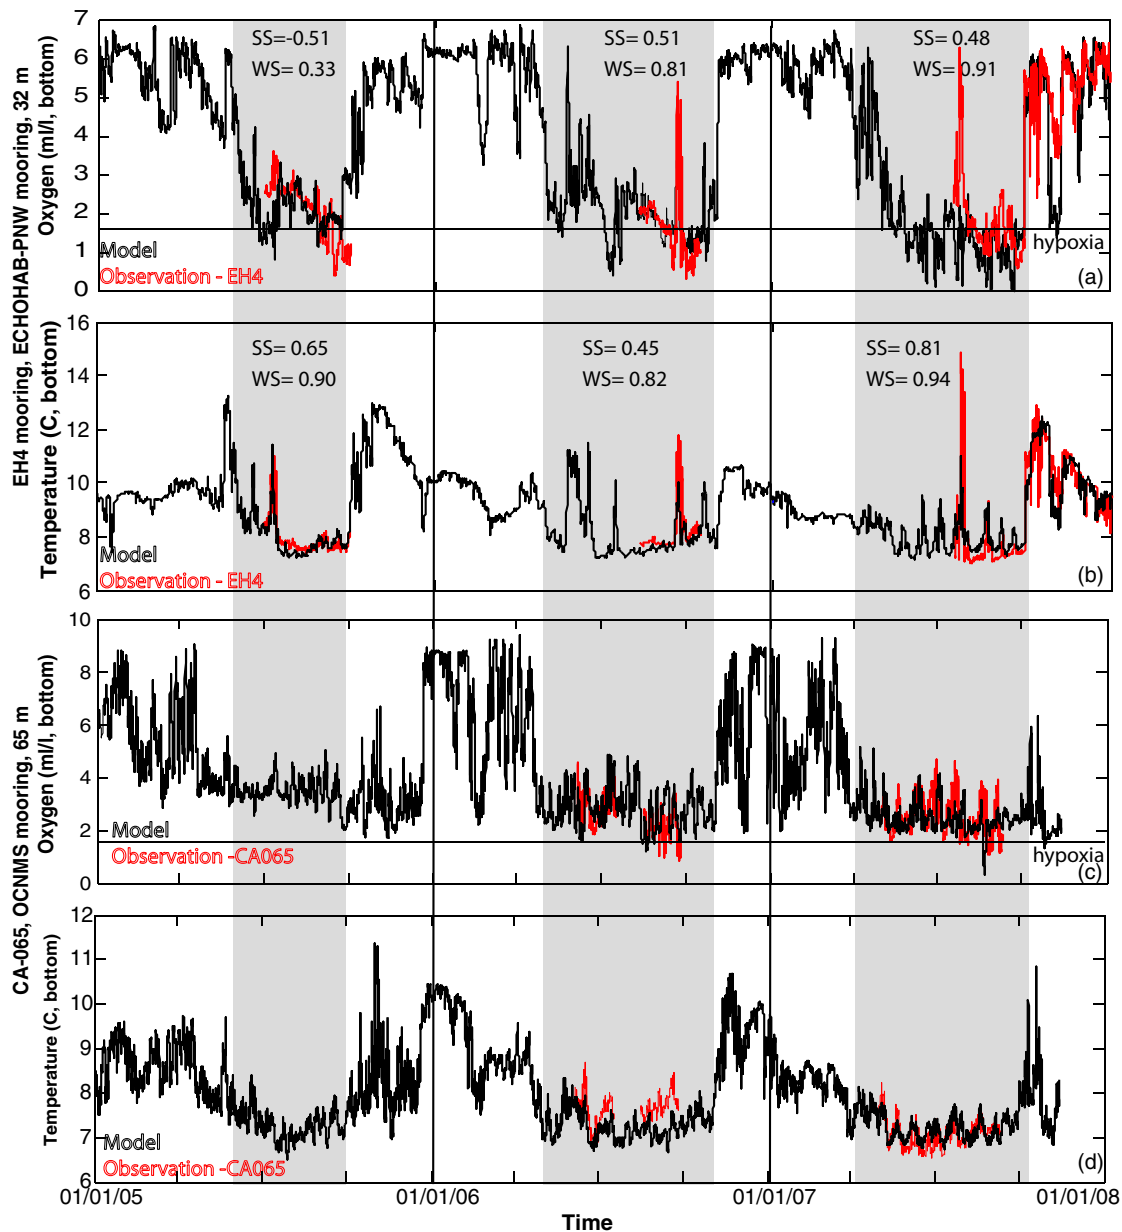 EH4 mooring, ECHOHAB-PNW mooring, 32 m
Oxygen (ml/l, bottom)
7
6
5
4
3
2
1
0
SS=-0.51
WS= 0.33
SS= 0.51
WS= 0.81
SS= 0.48
WS= 0.91
Model
Observation - EH4
hypoxia
(a)
Temperature (C, bottom)
16
14
12
10
8
6
SS= 0.65
WS= 0.90
SS= 0.45
WS= 0.82
SS= 0.81
WS= 0.94
Model
Observation - EH4
(b)
CA-065, OCNMS mooring, 65 m
Oxygen (ml/l, bottom)
10
8
6
4
2
0
Model
Observation -CA065
hypoxia
(c)
Temperature (C, bottom)
12
11
10
9
8
7
6
Model
Observation -CA065
(d)
01/01/05
01/01/06
01/01/07
01/01/08
Time